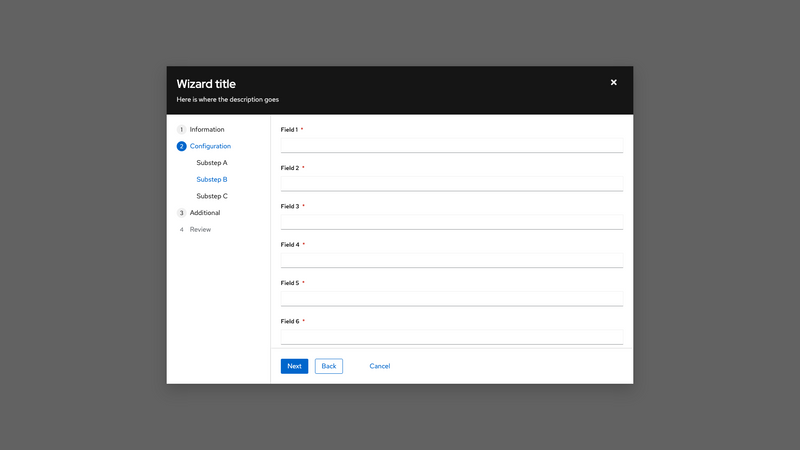 Wizard title
Here is where the description goes
1 Information
2 Configuration
Substep A
Substep B
Substep C
3 Additional
4 Review
Field 1 *
Field 2 *
Field 3 *
Field 4 *
Field 5 *
Field 6 *
Next
Back
Cancel